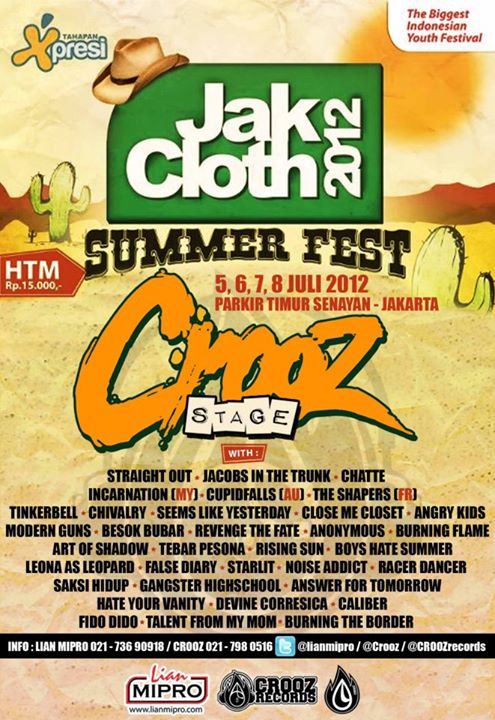 TAHAPAN
Xpresi
The Biggest
Indonesian
Youth Festival
Jak
Cloth
2012
SUMMER FEST
HTM
Rp.15.000,-
5, 6, 7, 8 JULI 2012
PARKIR TIMUR SENAYAN - JAKARTA
Crooz
STAGE
WITH :
STRAIGHT OUT • JACOBS IN THE TRUNK • CHATTE
INCARNATION (MY) • CUPIDFALLS (AU) • THE SHAPERS (FR)
TINKERBELL • CHIVALRY • SEEMS LIKE YESTERDAY • CLOSE ME CLOSET • ANGRY KIDS
MODERN GUNS • BESOK BUBAR • REVENGE THE FATE • ANONYMOUS • BURNING FLAME
ART OF SHADOW • TEBAR PESONA • RISING SUN • BOYS HATE SUMMER
LEONA AS LEOPARD • FALSE DIARY • STARLIT • NOISE ADDICT • RACER DANCER
SAKSI HIDUP • GANGSTER HIGHSCHOOL • ANSWER FOR TOMORROW
HATE YOUR VANITY • DEVINE CORRESICA • CALIBER
FIDO DIDO • TALENT FROM MY MOM • BURNING THE BORDER
INFO : LIAN MIPRO 021 - 736 90918 / CROOZ 021 - 798 0516 @lianmipro / @Crooz / @CROOZrecords
Lian
MIPRO
www.lianmipro.com
CROOZ
RECORDS